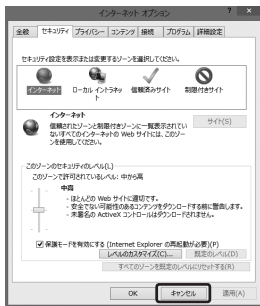 インターネット オプション
? ×
全般 セキュリティ プライバシー コンテンツ 接続 プログラム 詳細設定
セキュリティ設定を表示または変更するゾーンを選択してください。
インターネット ローカル イントラネット 信頼済みサイト 制限付きサイト
インターネット
サイト(S)
信頼されたゾーンと制限付きゾーンに一覧表示されていないすべてのインターネットの Web サイトには、このゾーンを使用してください。
このゾーンのセキュリティのレベル(L)
このゾーンで許可されているレベル: 中から高
中高
- ほとんどの Web サイトに適切です。
- 安全でない可能性のあるコンテンツをダウンロードする前に警告します。
- 未署名の ActiveX コントロールはダウンロードされません。
保護モードを有効にする (Internet Explorer の再起動が必要)(P)
レベルのカスタマイズ(C)... 既定のレベル(D)
すべてのゾーンを既定のレベルにリセットする(R)
OK キャンセル 適用(A)